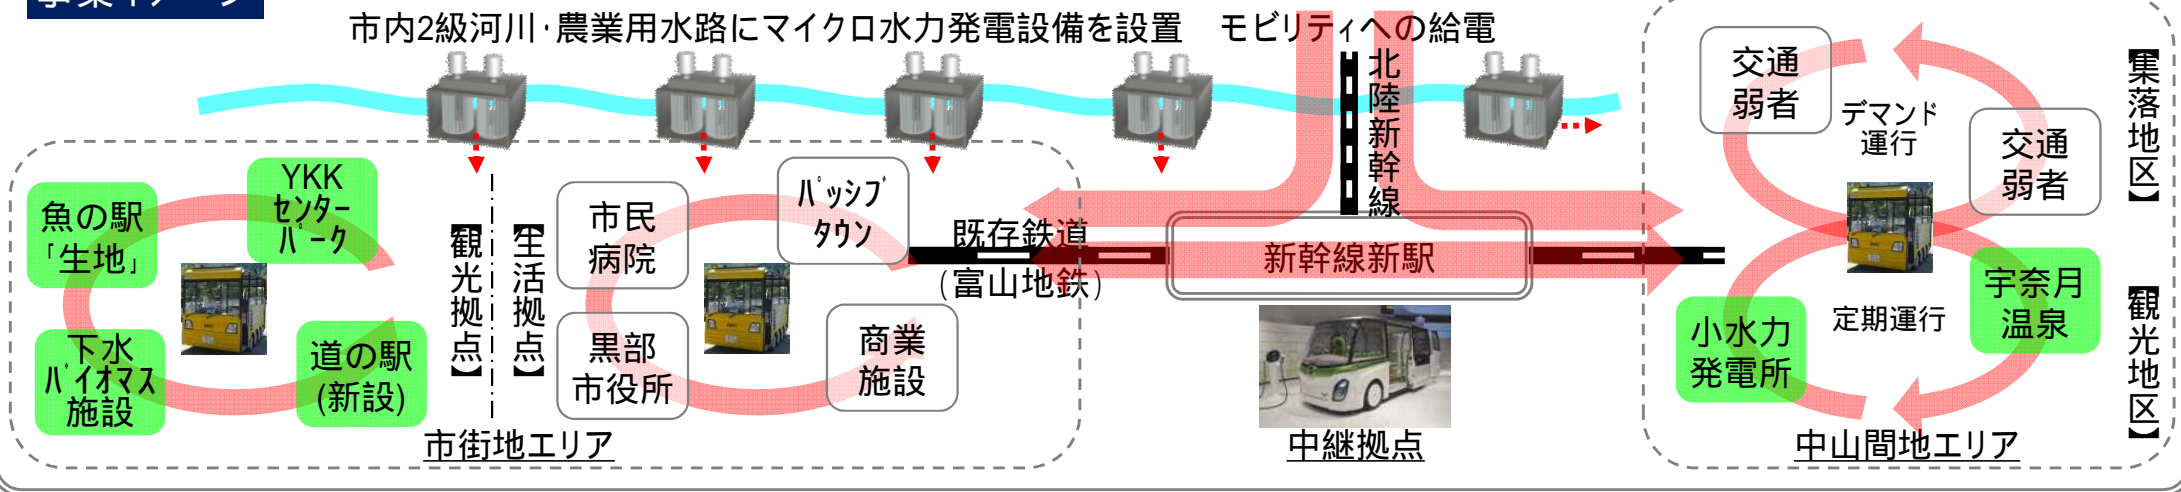 事業イメージ
市内2級河川・農業用水路にマイクロ水力発電設備を設置
モビリティへの給電
北陸新幹線
YKK
センター
パーク
魚の駅
「生地」
下水
バイオマス
施設
道の駅
(新設)
【観光拠点】
【生活拠点】
市民
病院
パッシブ
タウン
黒部
市役所
商業
施設
市街地エリア
既存鉄道
(富山地鉄)
新幹線新駅
中継拠点
交通
弱者
デマンド
運行
交通
弱者
【集落地区】
小水力
発電所
定期運行
宇奈月
温泉
【観光地区】
中山間地エリア